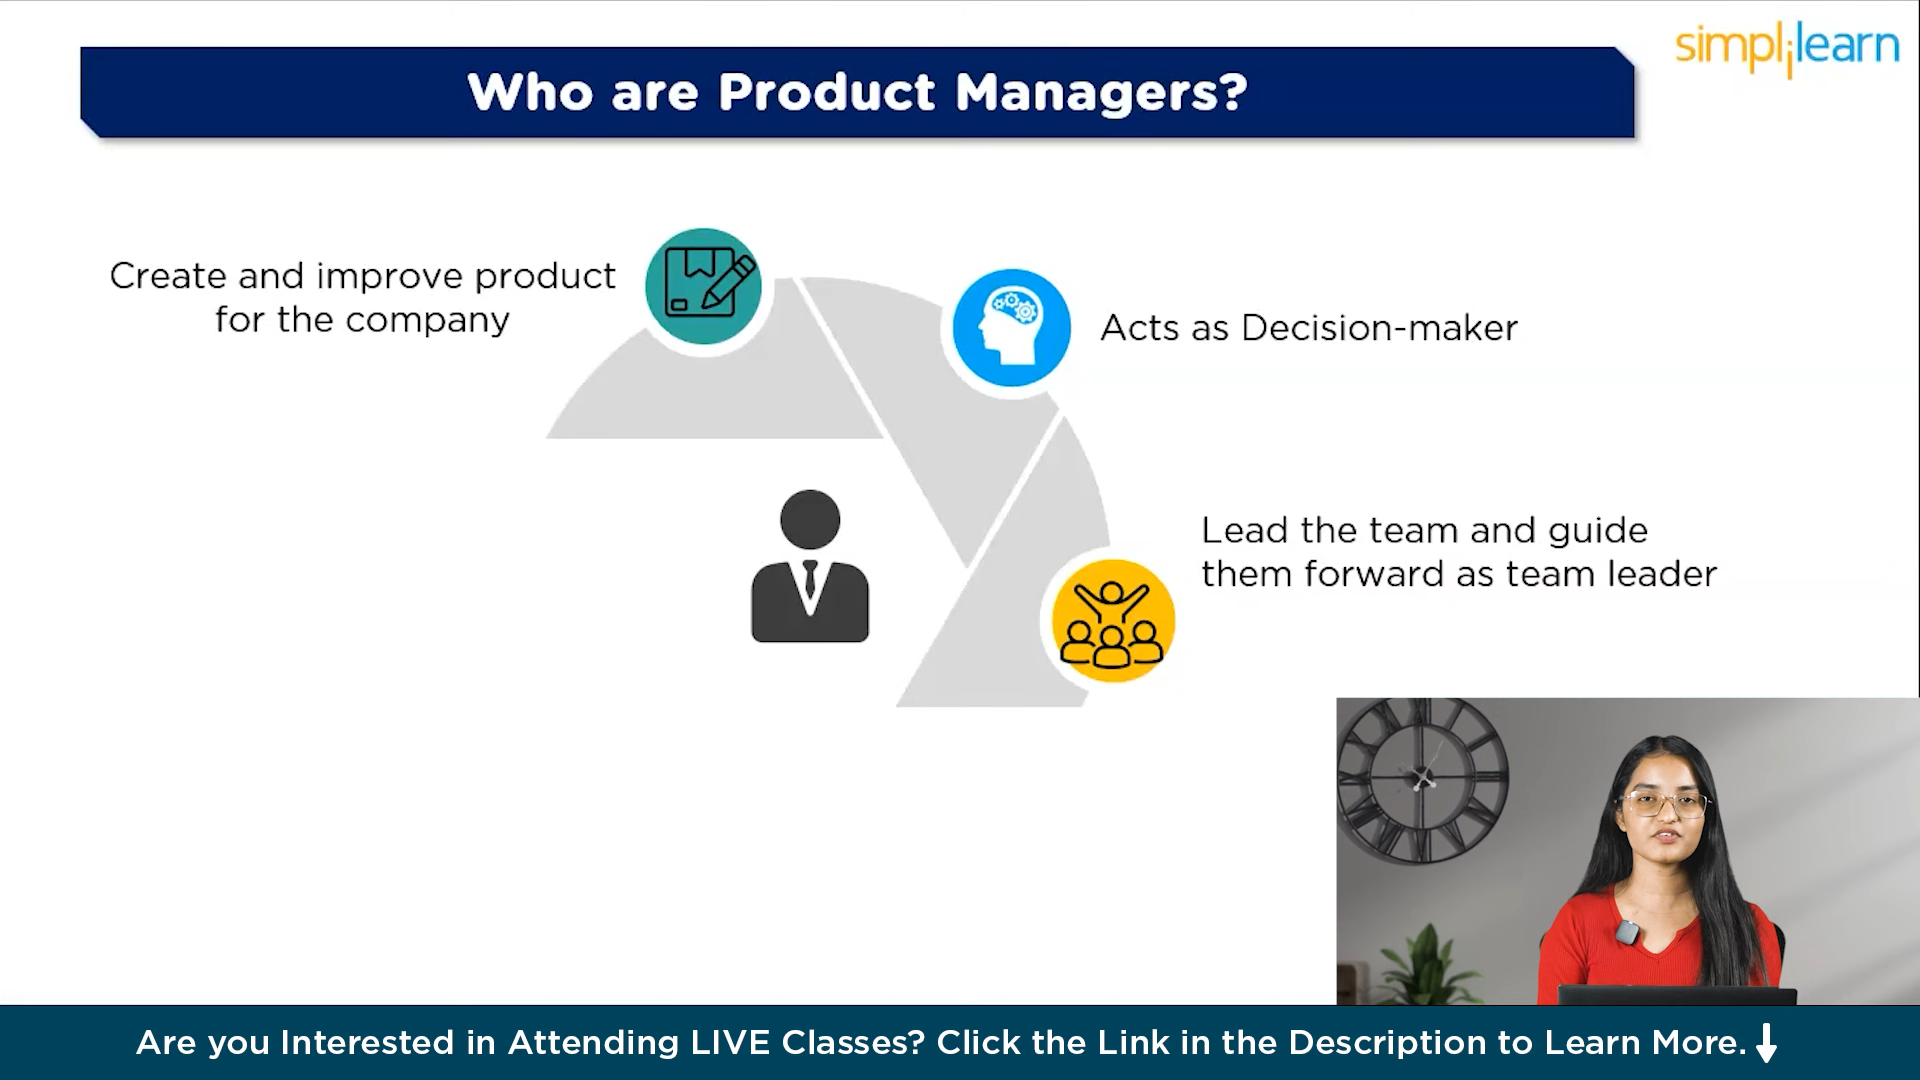 simplilearn
Who are Product Managers?
Create and improve product
for the company
Acts as Decision-maker
Lead the team and guide
them forward as team leader
Are you Interested in Attending LIVE Classes? Click the Link in the Description to Learn More.